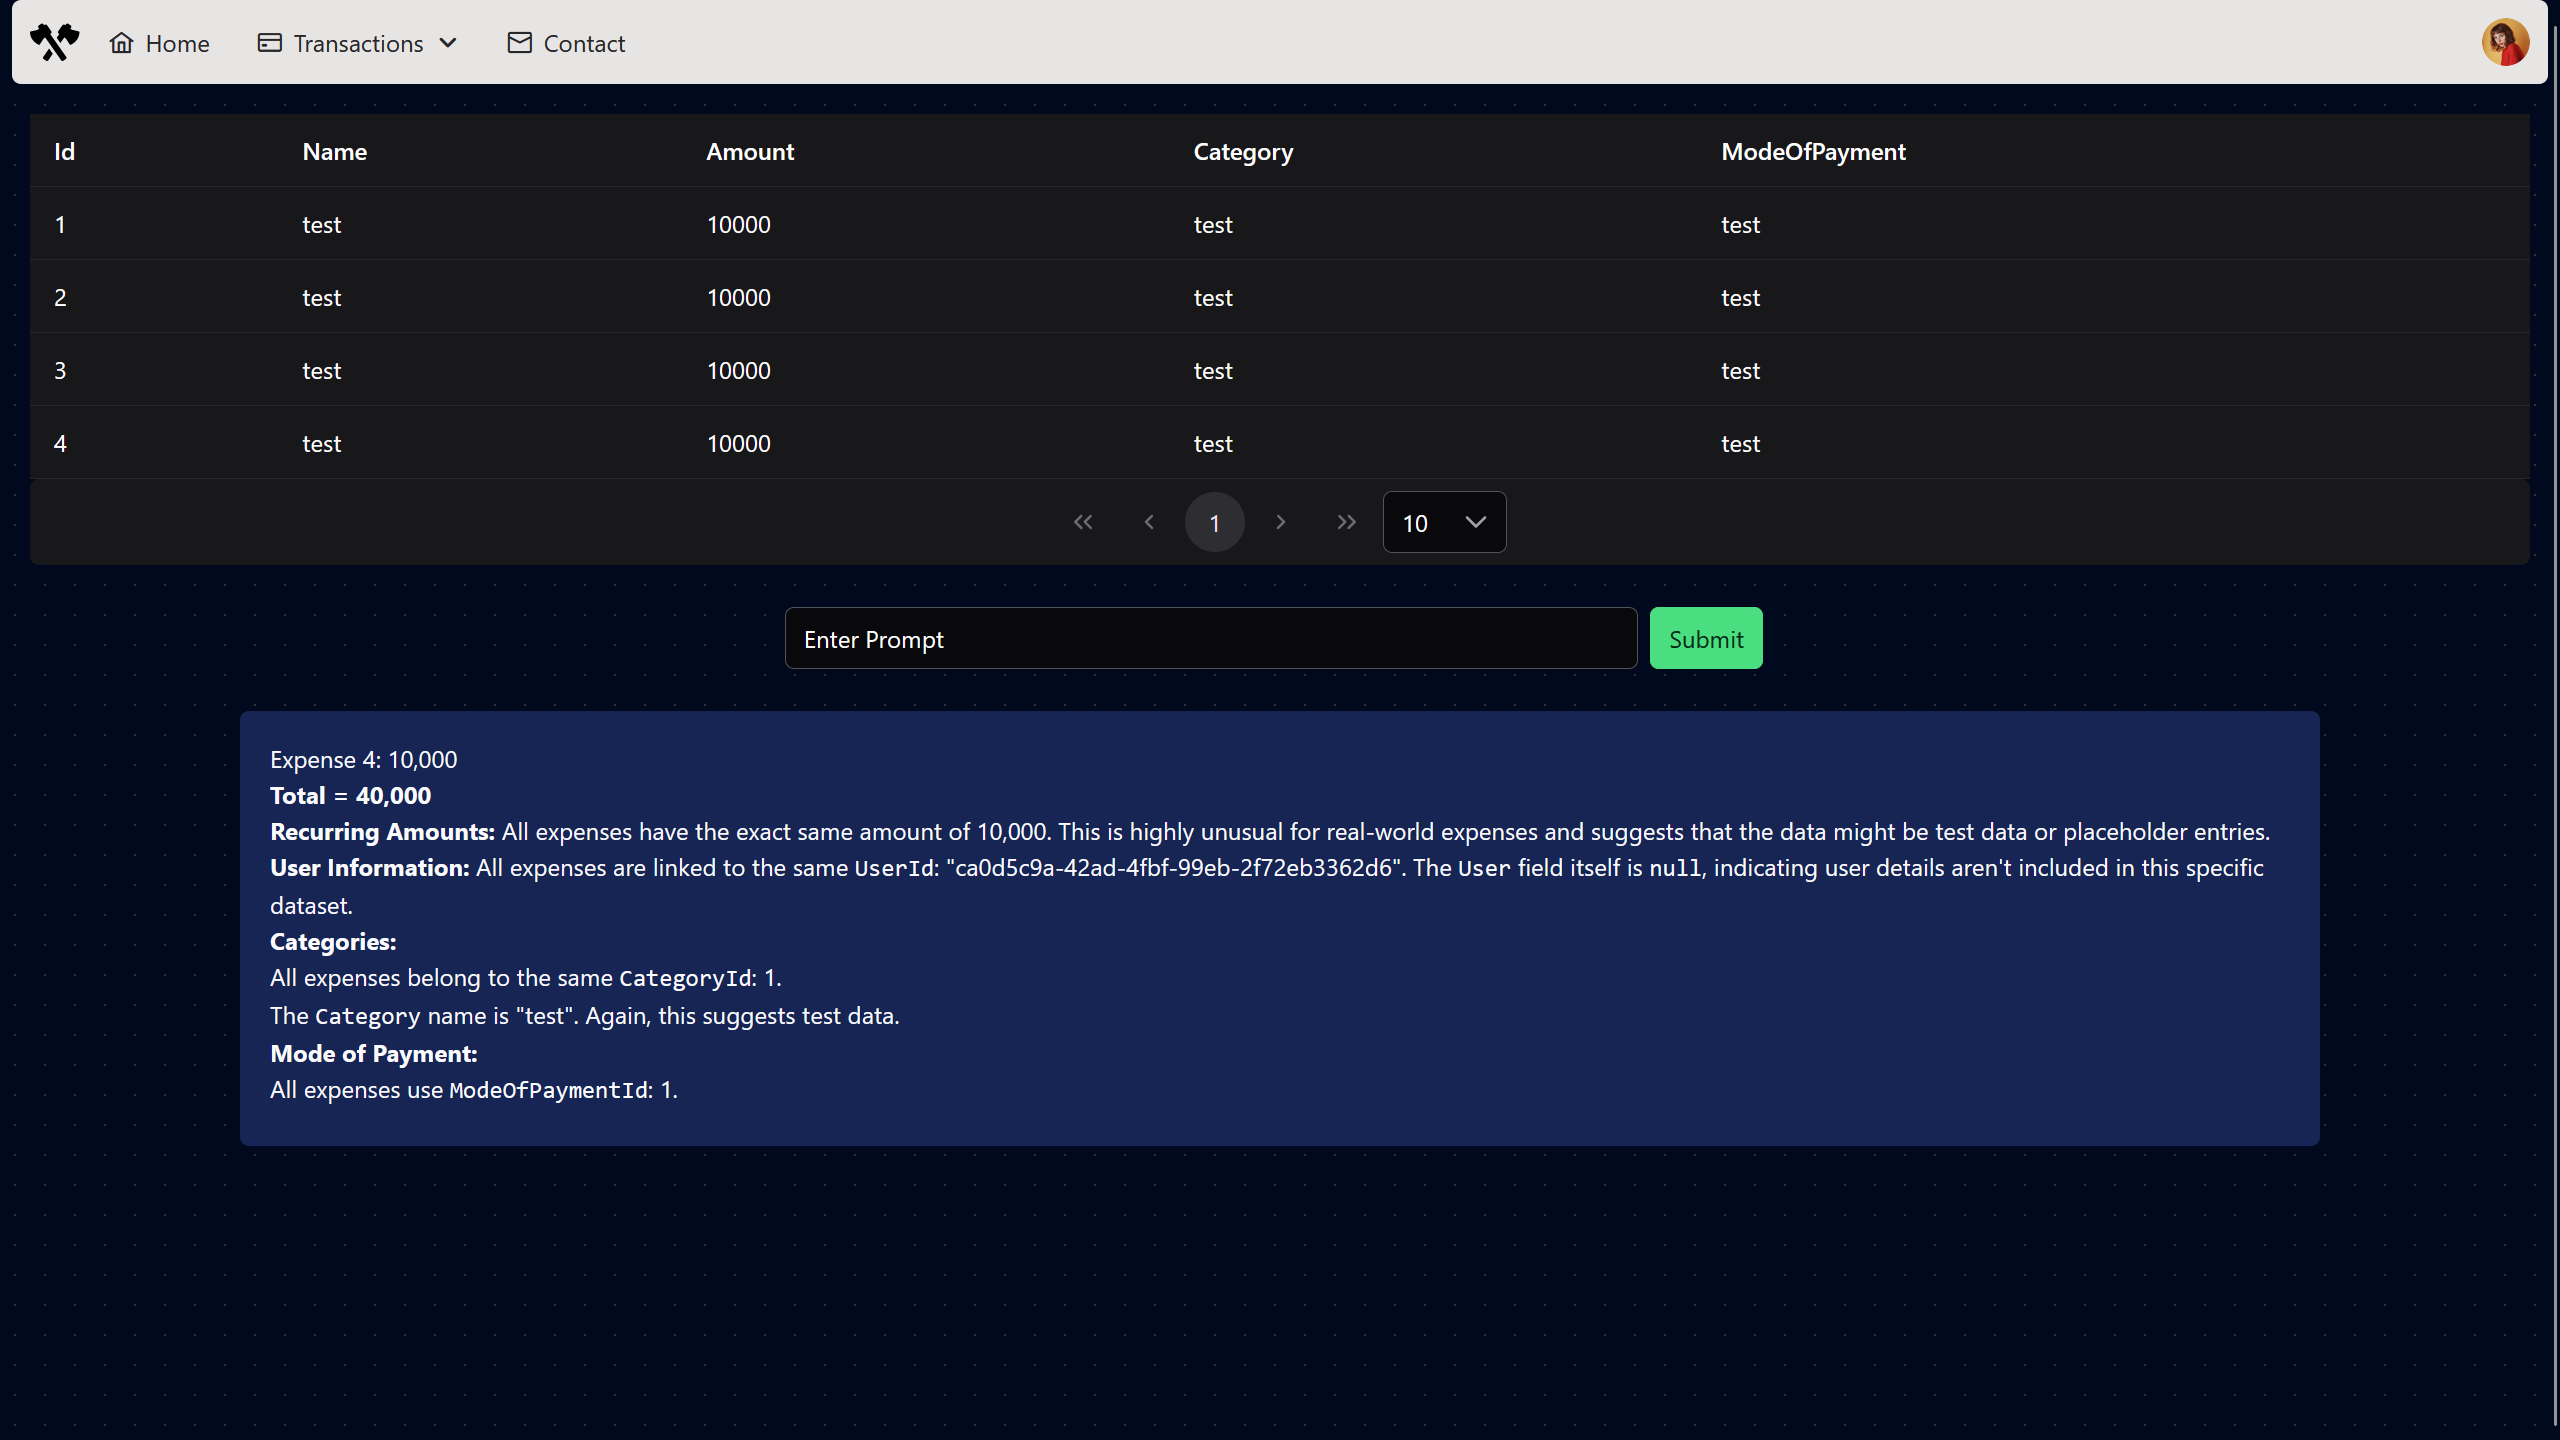 Home Transactions Contact
Id Name Amount Category ModeOfPayment
1 test 10000 test test
2 test 10000 test test
3 test 10000 test test
4 test 10000 test test
1 10
Enter Prompt Submit
Expense 4: 10,000
Total = 40,000
Recurring Amounts: All expenses have the exact same amount of 10,000. This is highly unusual for real-world expenses and suggests that the data might be test data or placeholder entries.
User Information: All expenses are linked to the same UserId: "ca0d5c9a-42ad-4fbf-99eb-2f72eb3362d6". The User field itself is null, indicating user details aren't included in this specific
dataset.
Categories:
All expenses belong to the same CategoryId: 1.
The Category name is "test". Again, this suggests test data.
Mode of Payment:
All expenses use ModeOfPaymentId: 1.